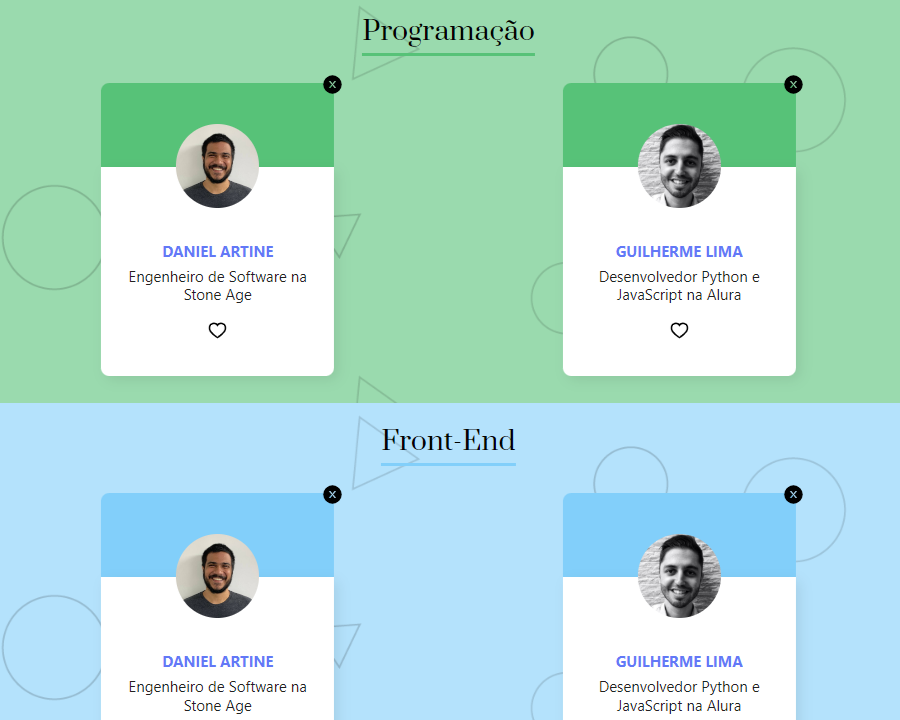 Programação
x
x
DANIEL ARTINE
Engenheiro de Software na
Stone Age
GUILHERME LIMA
Desenvolvedor Python e
JavaScript na Alura
Front-End
x
x
DANIEL ARTINE
Engenheiro de Software na
Stone Age
GUILHERME LIMA
Desenvolvedor Python e
JavaScript na Alura